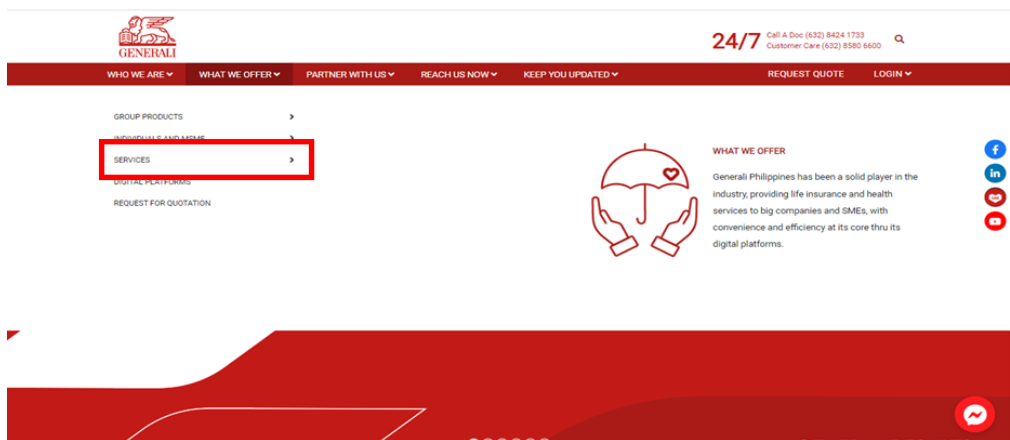 GENERALI
24/7
Call A Doc (632) 8424 1733
Customer Care (632) 8580 6600
WHO WE ARE WHAT WE OFFER PARTNER WITH US REACH US NOW KEEP YOU UPDATED REQUEST QUOTE LOGIN
GROUP PRODUCTS
INDIVIDUALS AND MSME
SERVICES
DIGITAL PLATFORMS
REQUEST FOR QUOTATION
WHAT WE OFFER
Generali Philippines has been a solid player in the
industry, providing life insurance and health
services to big companies and SMEs, with
convenience and efficiency at its core thru its
digital platforms.